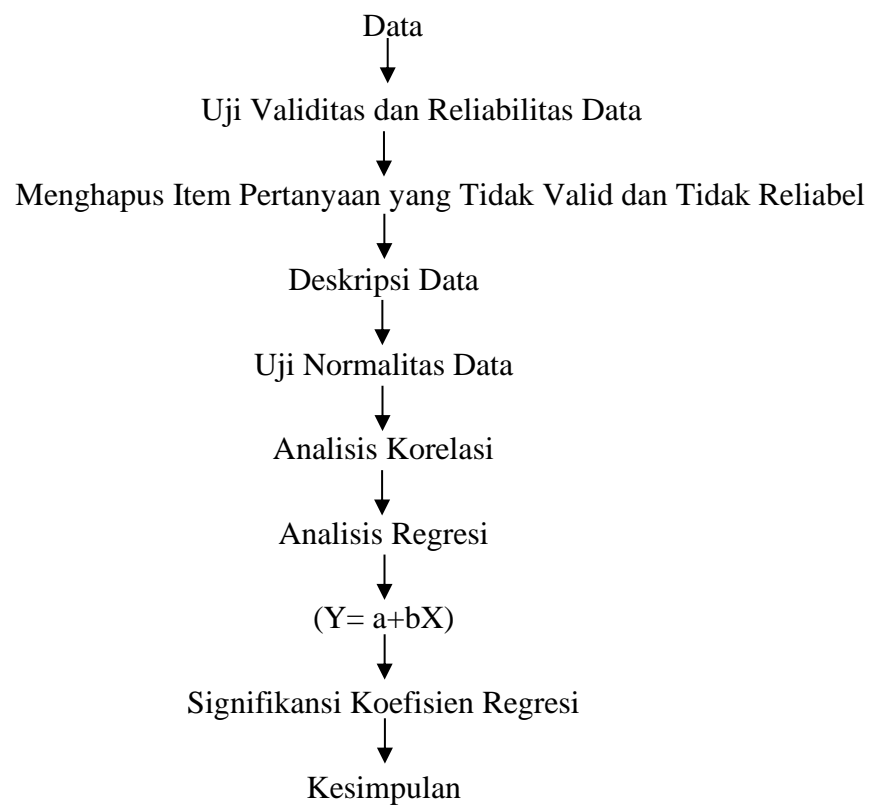 Data
Uji Validitas dan Reliabilitas Data
Menghapus Item Pertanyaan yang Tidak Valid dan Tidak Reliabel
Deskripsi Data
Uji Normalitas Data
Analisis Korelasi
Analisis Regresi
(Y= a+bX)
Signifikansi Koefisien Regresi
Kesimpulan